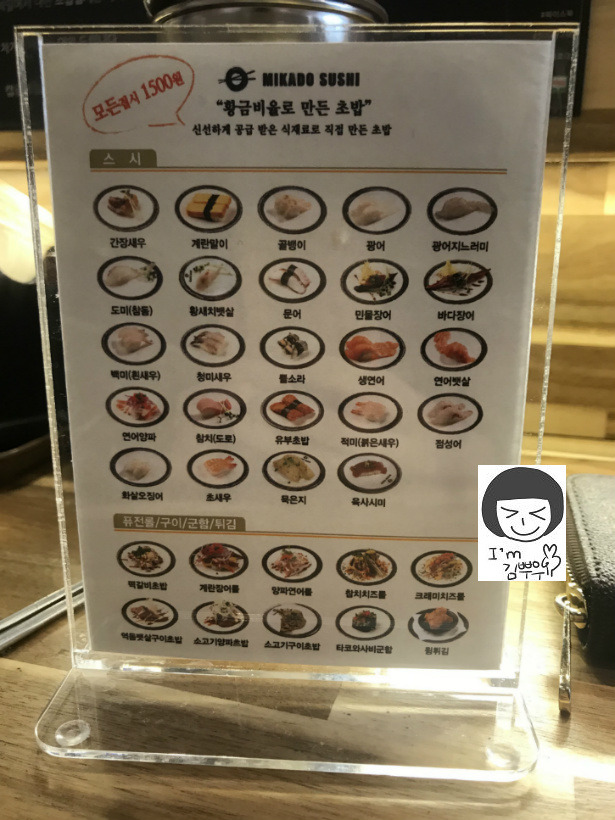 모든접시 1500원
MIKADO SUSHI
“황금비율로 만든 초밥”
신선하게 공급 받은 식재료로 직접 만든 초밥
스 시
간장새우 계란말이 골뱅이 광어 광어지느러미
도미(참돔) 황새치뱃살 문어 민물장어 바다장어
백미(흰새우) 청미새우 뿔소라 생연어 연어뱃살
연어양파 참치(도로) 유부초밥 적미(붉은새우) 점성어
화살오징어 초새우 묵은지 육사시미
퓨전롤/구이/군함/튀김
떡갈비초밥 계란장어롤 양파연어롤 참치치즈롤 크래미치즈롤
역돔뱃살구이초밥 소고기양파초밥 소고기구이초밥 타코와사비군함 윙튀김
I'm
김뿌우